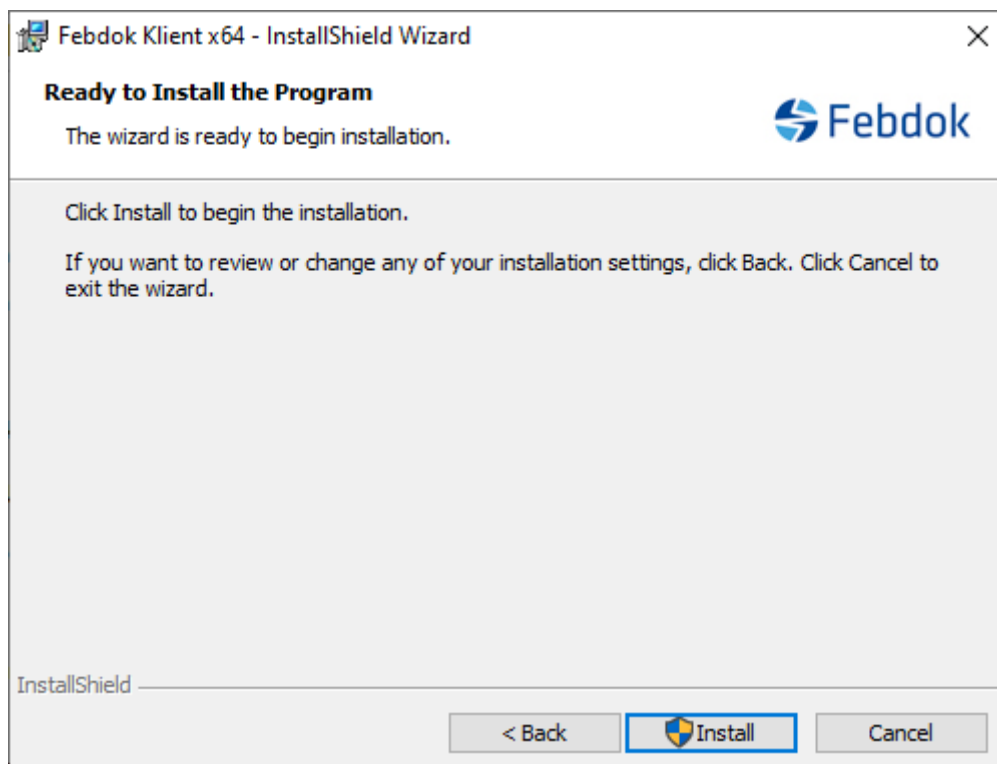 Febdok Klient x64 - InstallShield Wizard
Ready to Install the Program
The wizard is ready to begin installation.
Febdok
Click Install to begin the installation.
If you want to review or change any of your installation settings, click Back. Click Cancel to
exit the wizard.
InstallShield
< Back
Install
Cancel